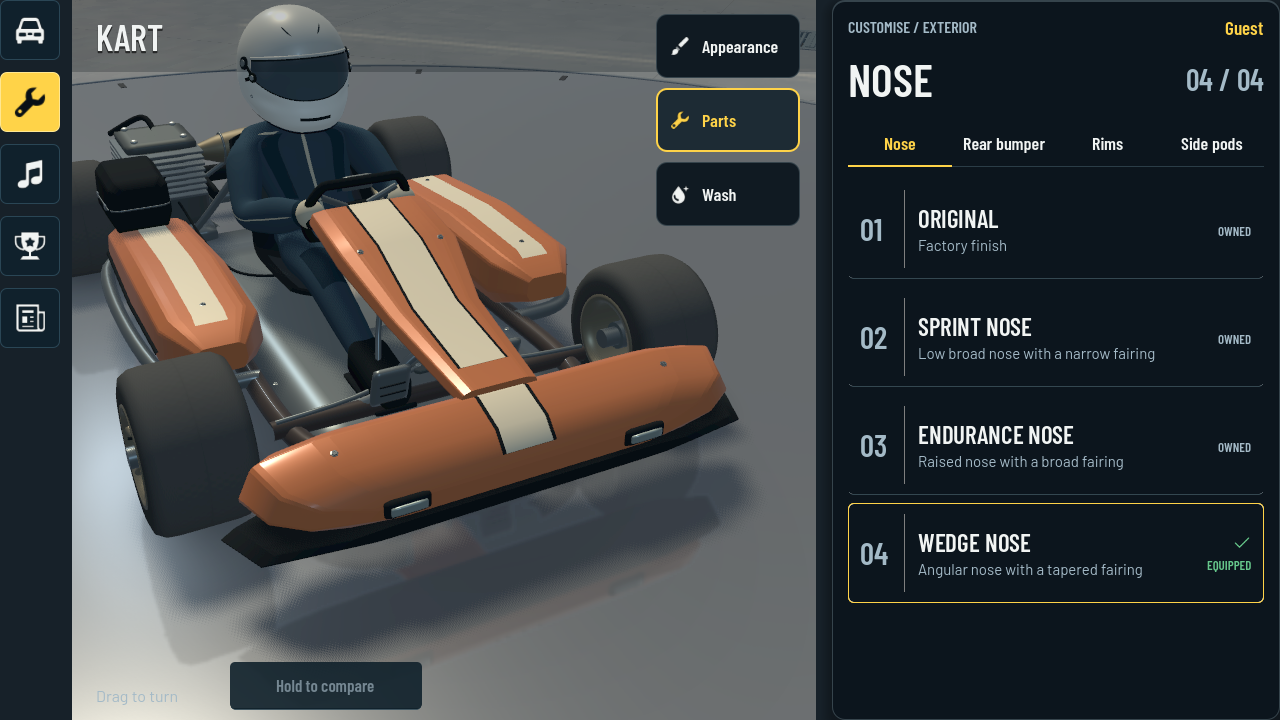 KART
Appearance
Parts
Wash
Drag to turn
Hold to compare
CUSTOMISE / EXTERIOR
Guest
NOSE
04 / 04
Nose
Rear bumper
Rims
Side pods
01
ORIGINAL
Factory finish
OWNED
02
SPRINT NOSE
Low broad nose with a narrow fairing
OWNED
03
ENDURANCE NOSE
Raised nose with a broad fairing
OWNED
04
WEDGE NOSE
Angular nose with a tapered fairing
EQUIPPED